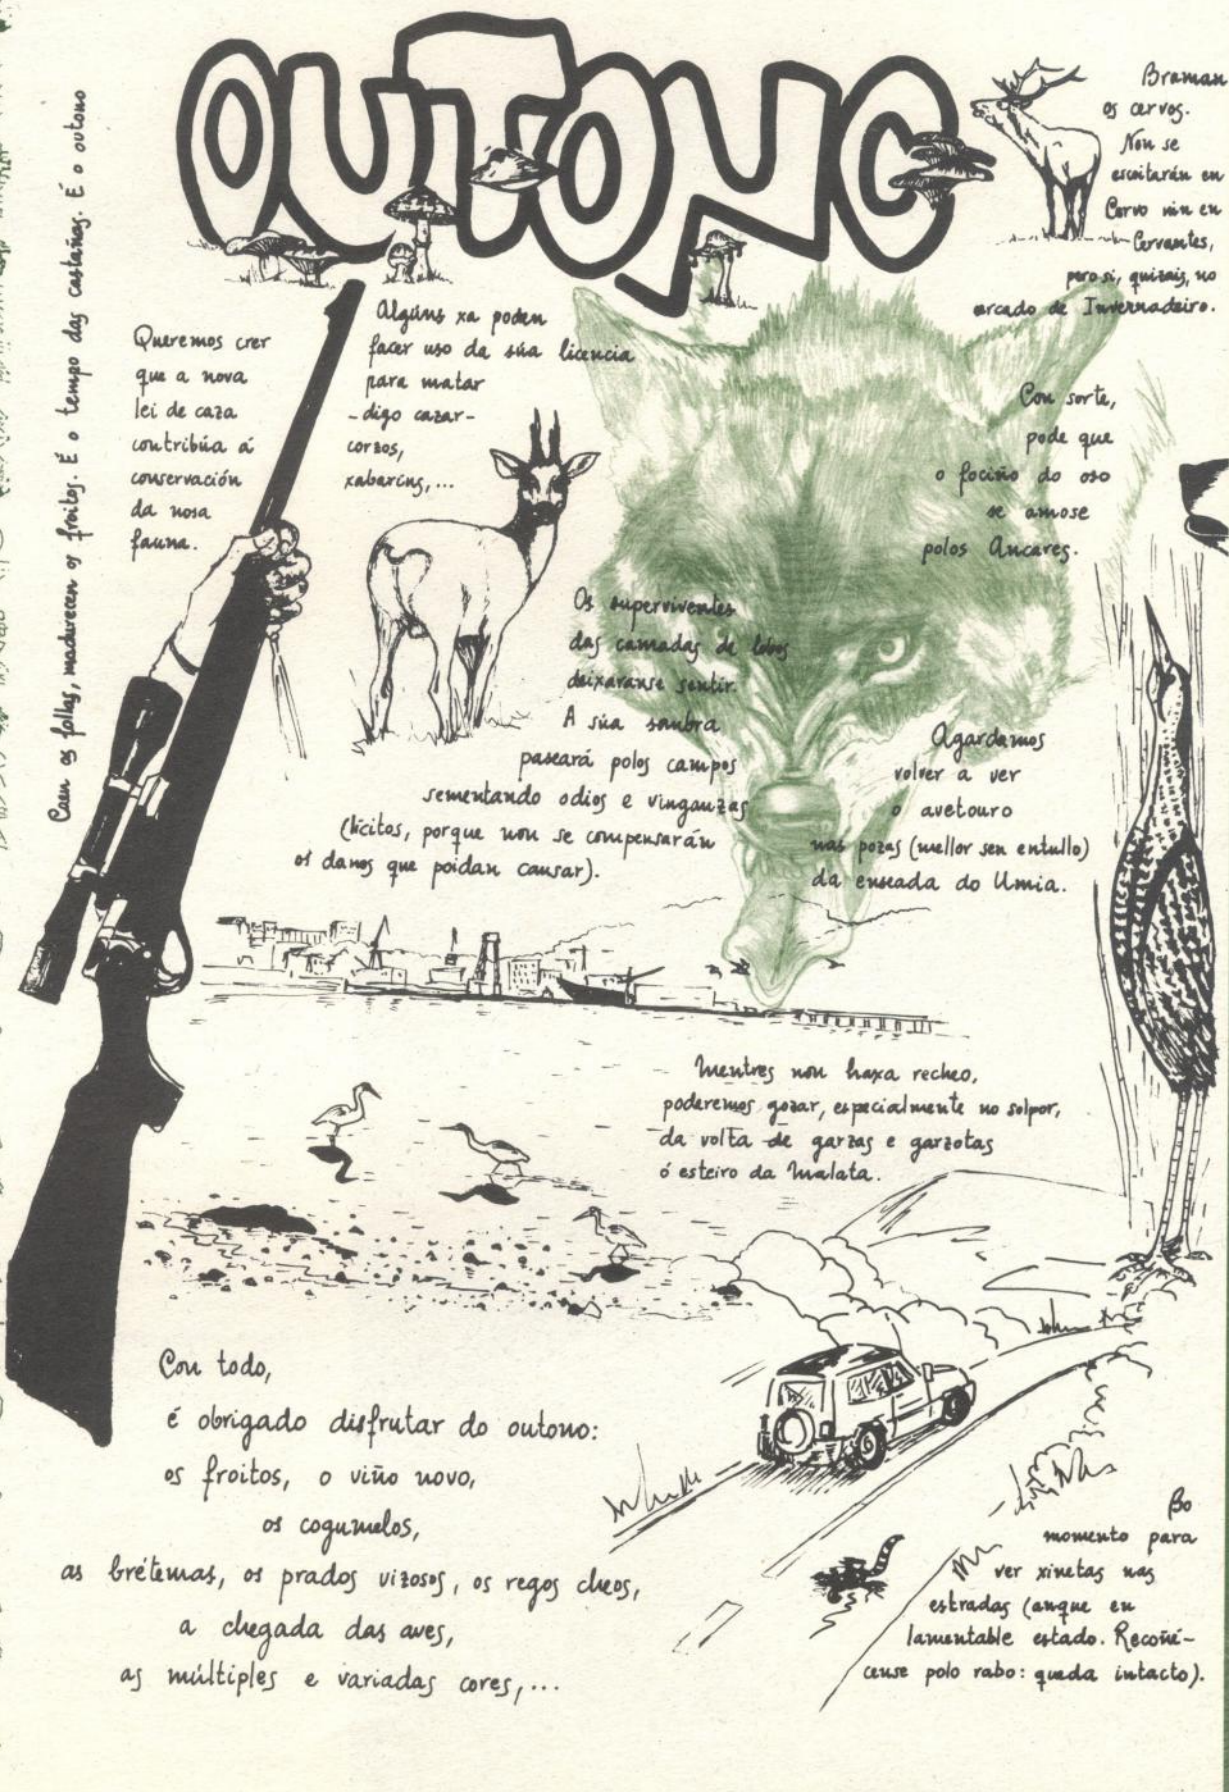 OUTONO
Caen as follas, madurecen os froitos. É o tempo das castañas. É o outono
Braman
os cervos.
Non se
escoitarán en
Cervo nin en
Cervantes,
pero si, quizais, no
arcado de Invernadeiro.
Queremos crer
que a nova
lei de caza
contribúa á
conservación
da nosa
fauna.
Algúns xa poden
facer uso da súa licencia
para matar
-digo cazar-
corzos,
xabaríns,...
Con sorte,
pode que
o fociño do oso
se amose
polos Ancares.
Os superviventes
das camadas de lobos
deixaranse sentir.
A súa sombra
paseará polos campos
sementando odios e vinganzas
(lícitos, porque non se compensarán
os danos que poidan causar).
Agardamos
volver a ver
o avetouro
nas pozas (mellor sen entullo)
da enseada do Umia.
Mentres non haxa recheo,
poderemos gozar, especialmente no solpor,
da volta de garzas e garzotas
ó esteiro da Malata.
Con todo,
é obrigado disfrutar do outono:
os froitos, o viño novo,
os cogumelos,
as brétemas, os prados vizosos, os regos cheos,
a chegada das aves,
as múltiples e variadas cores,...
Bo
momento para
ver xinetas nas
estradas (anque en
lamentable estado. Recoñé-
cense polo rabo: queda intacto).